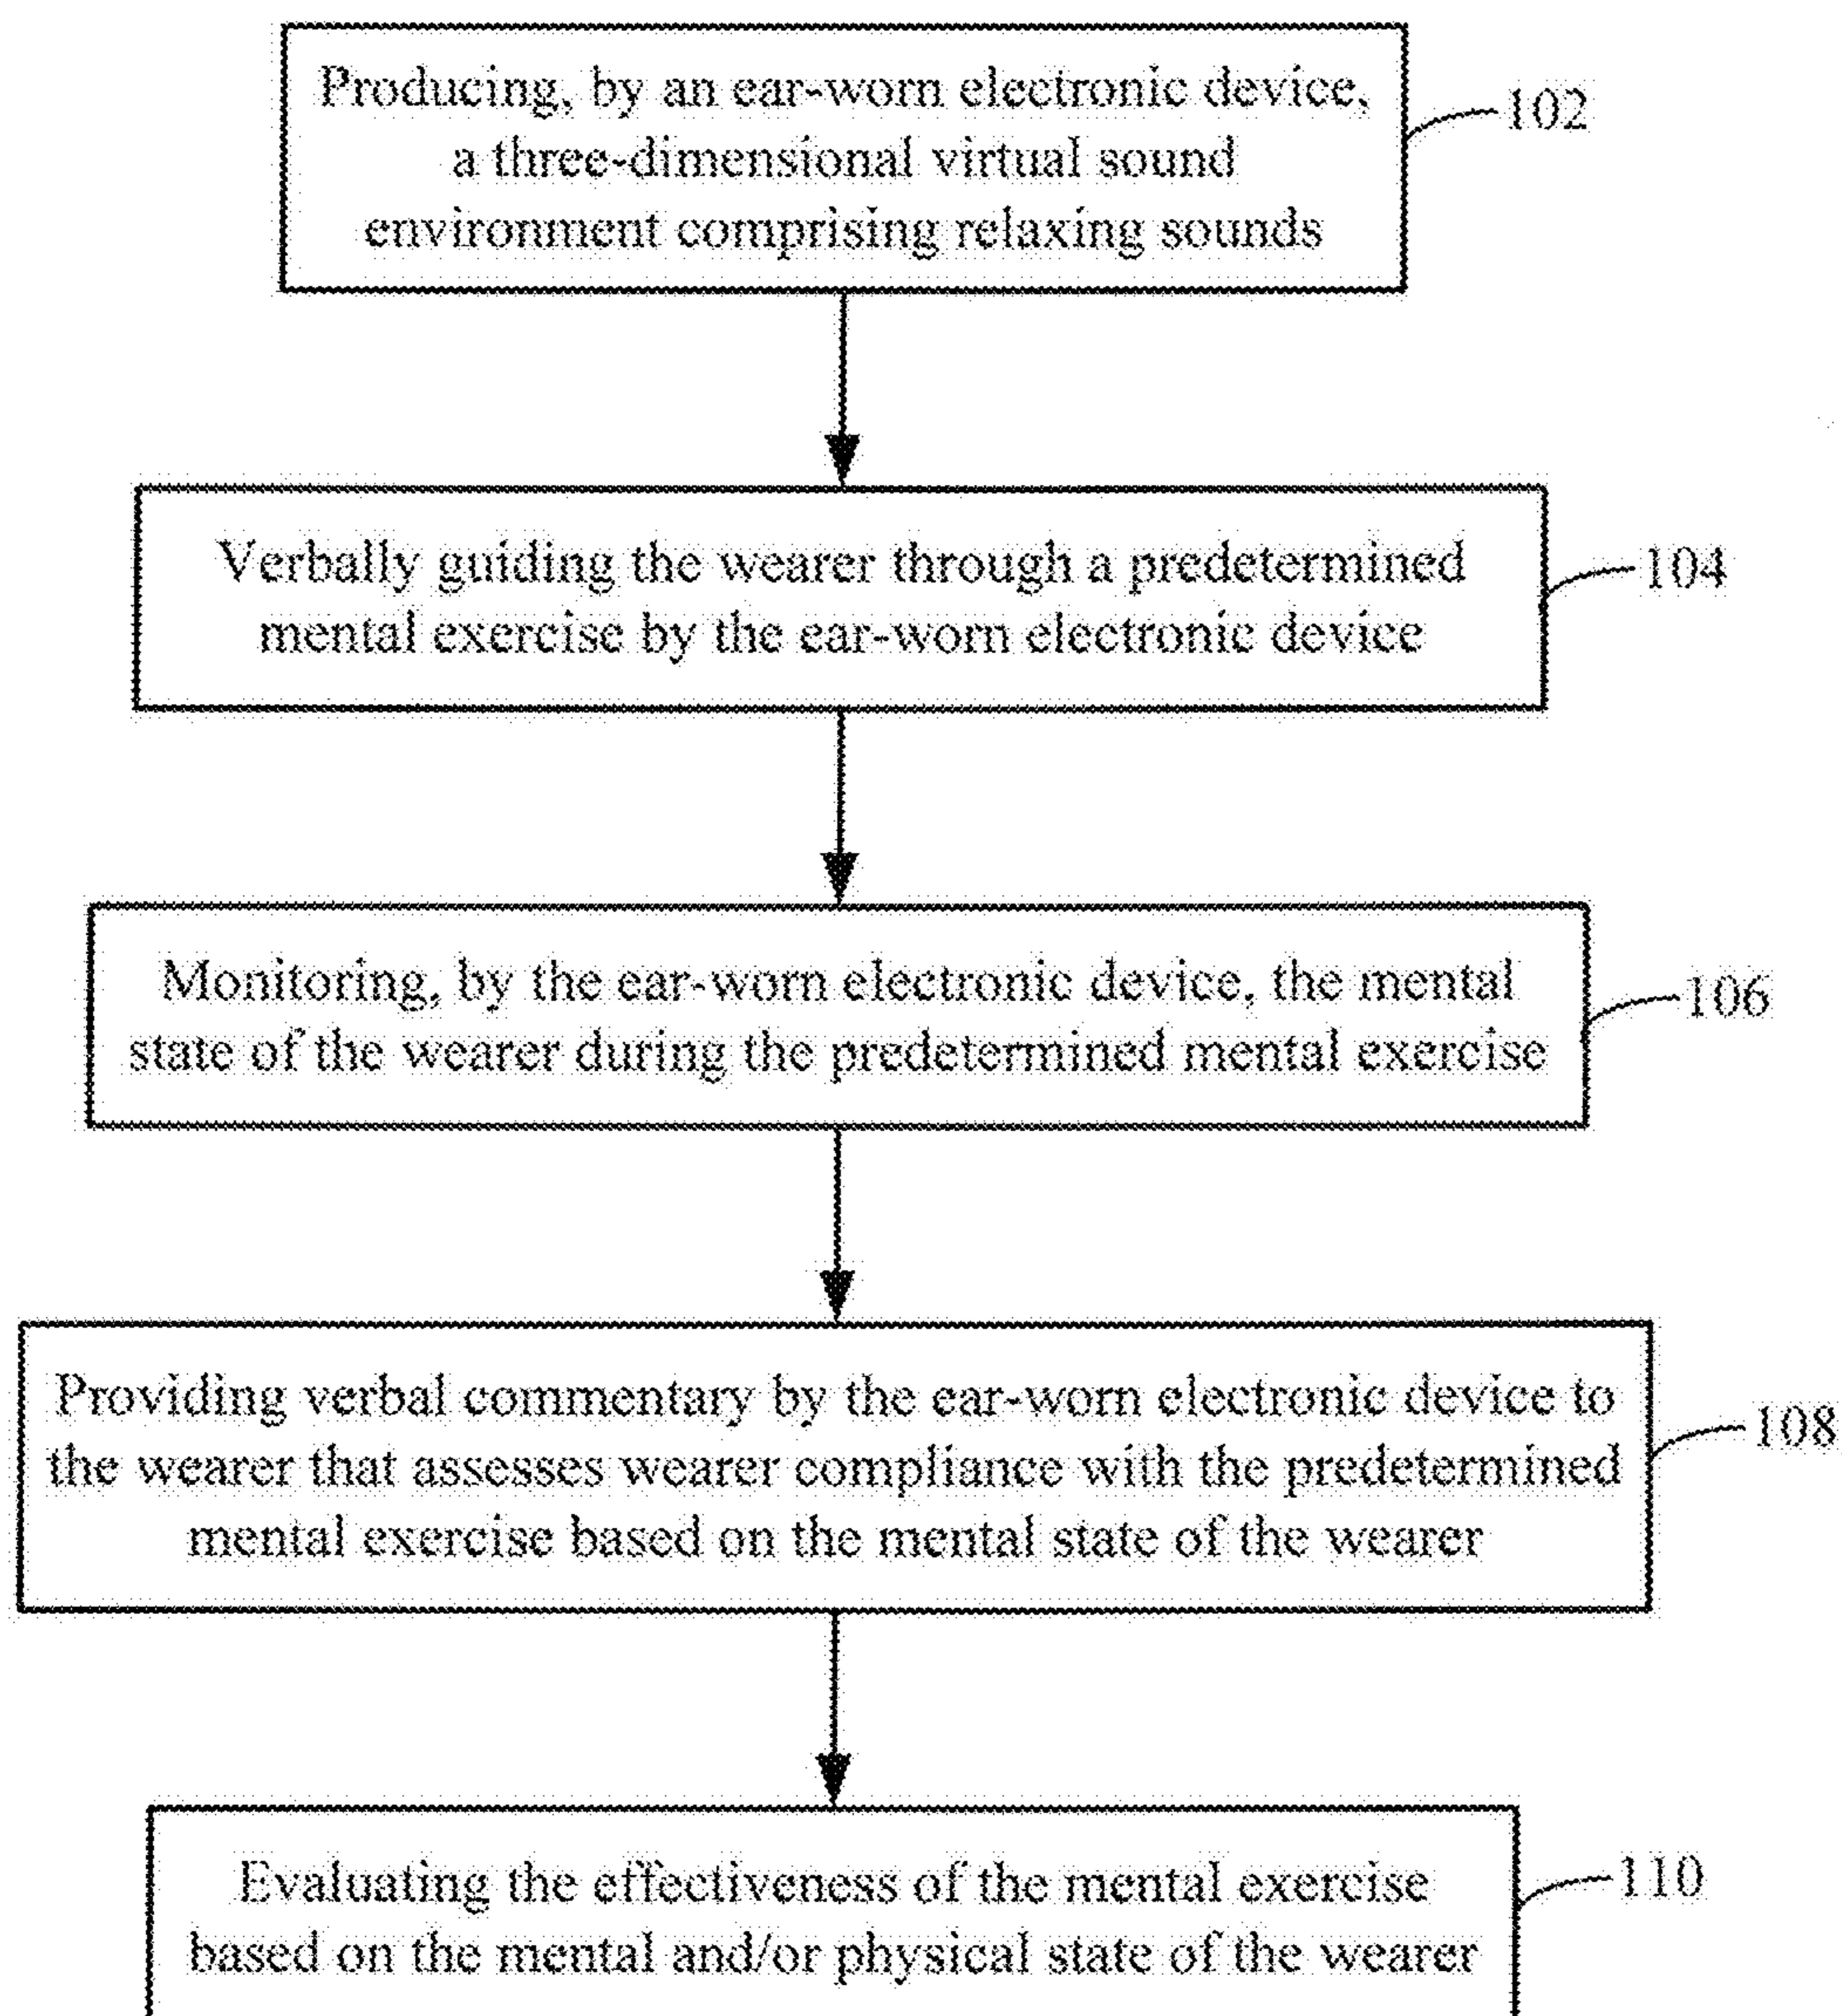 Producing, by an ear-worn electronic device,
a three-dimensional virtual sound
environment comprising relaxing sounds
102
Verbally guiding the wearer through a predetermined
mental exercise by the ear-worn electronic device
104
Monitoring, by the ear-worn electronic device, the mental
state of the wearer during the predetermined mental exercise
106
Providing verbal commentary by the ear-worn electronic device to
the wearer that assesses wearer compliance with the predetermined
mental exercise based on the mental state of the wearer
108
Evaluating the effectiveness of the mental exercise
based on the mental and/or physical state of the wearer
110